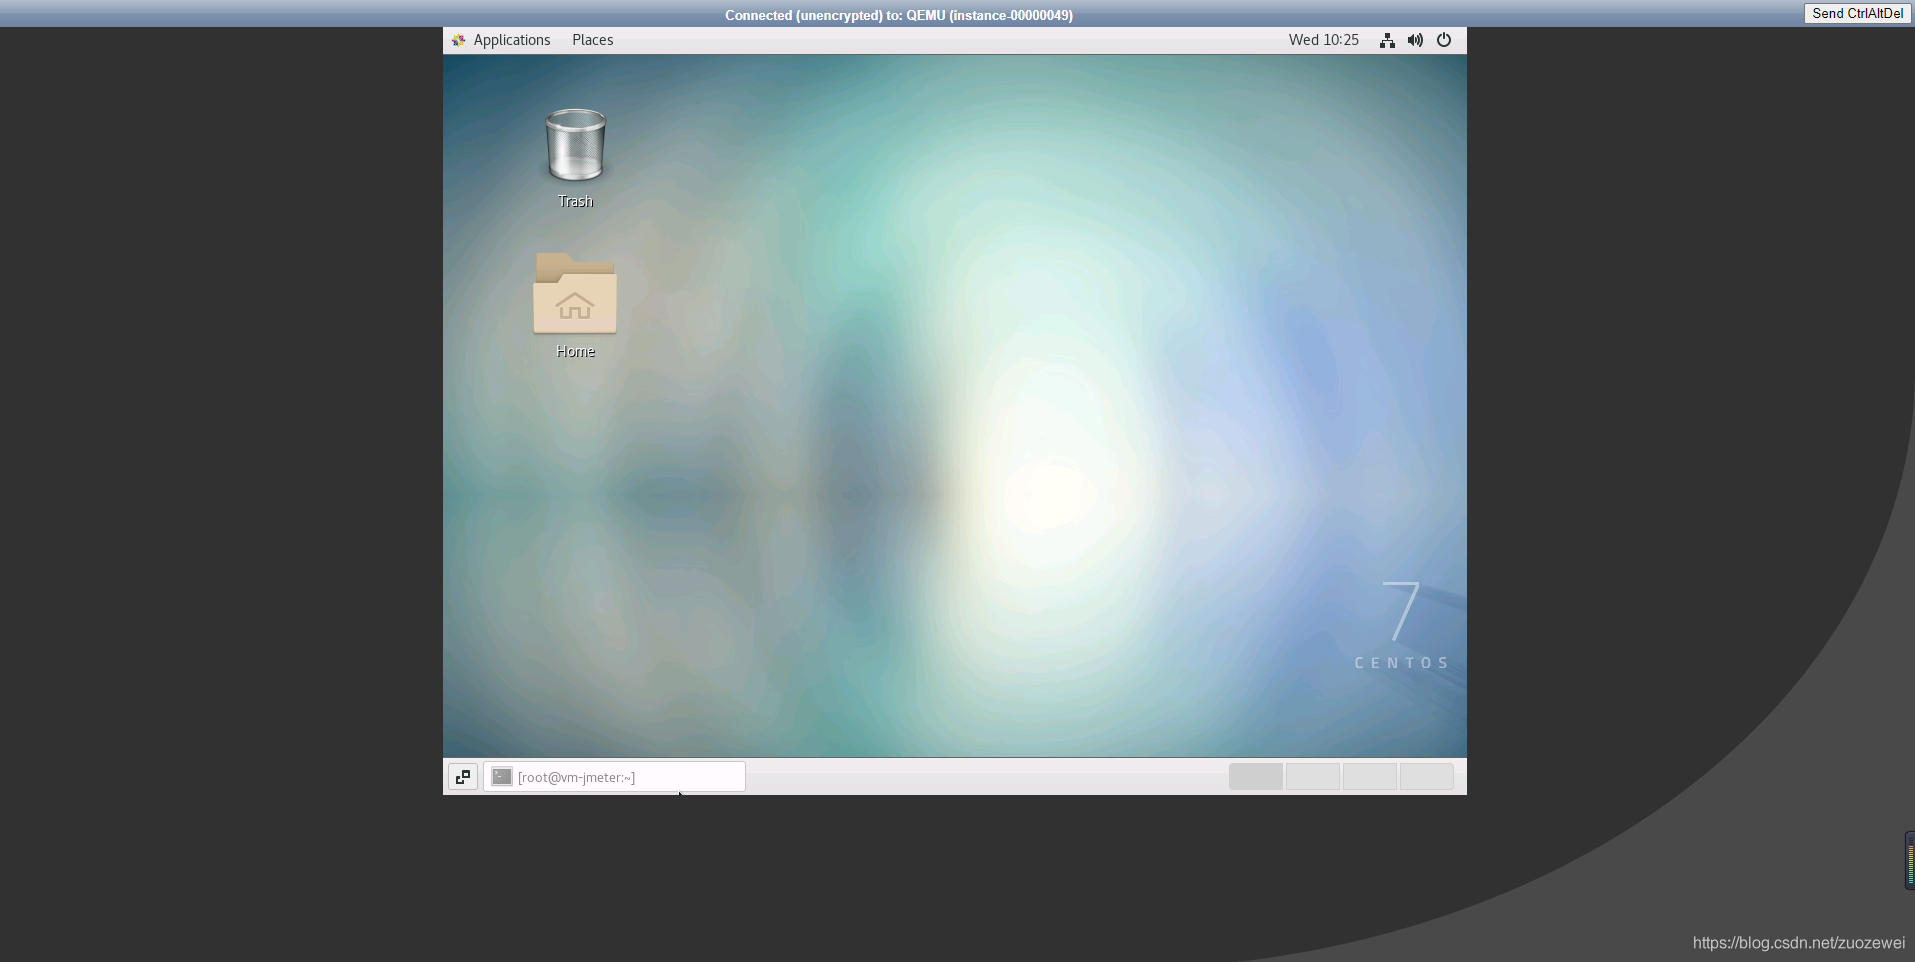 Connected (unencrypted) to: QEMU (instance-00000049)
Send CtrlAltDel
Applications Places Wed 10:25
Trash
Home
7
CENTOS
[root@vm-jmeter:~]
https://blog.csdn.net/zuozewei